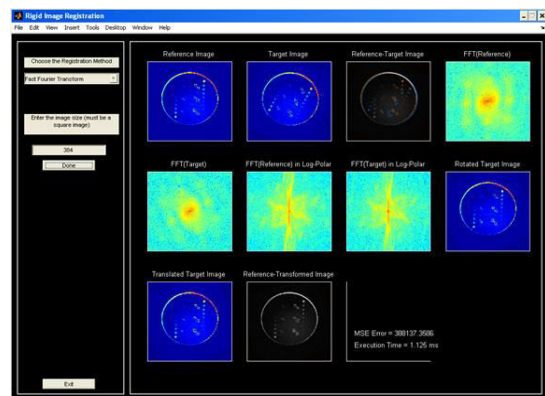 Rigid Image Registration
File Edit View Insert Tools Desktop Window Help
Choose the Registration Method
Fast Fourier Transform
Enter the image size (must be a
square image)
384
Done
Exit
Reference Image
Target Image
Reference-Target Image
FFT(Reference)
FFT(Target)
FFT(Reference) in Log-Polar
FFT(Target) in Log-Polar
Rotated Target Image
Translated Target Image
Reference-Transformed Image
MSE Error = 388137.3586
Execution Time = 1.125 ms